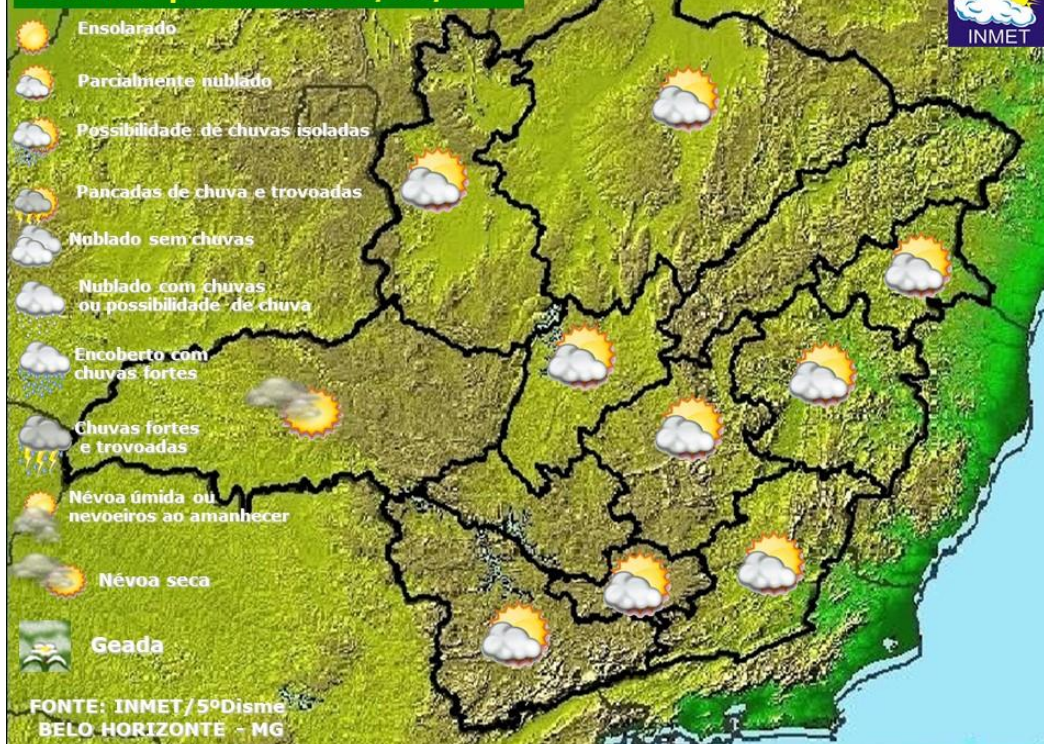 INMET
Ensolarado
Parcialmente nublado
Possibilidade de chuvas isoladas
Pancadas de chuva e trovoadas
Nublado sem chuvas
Nublado com chuvas
ou possibilidade de chuva
Encoberto com
chuvas fortes
Chuvas fortes
e trovoadas
Névoa úmida ou
nevoeiros ao amanhecer
Névoa seca
Geada
FONTE: INMET/5ºDisme
BELO HORIZONTE - MG